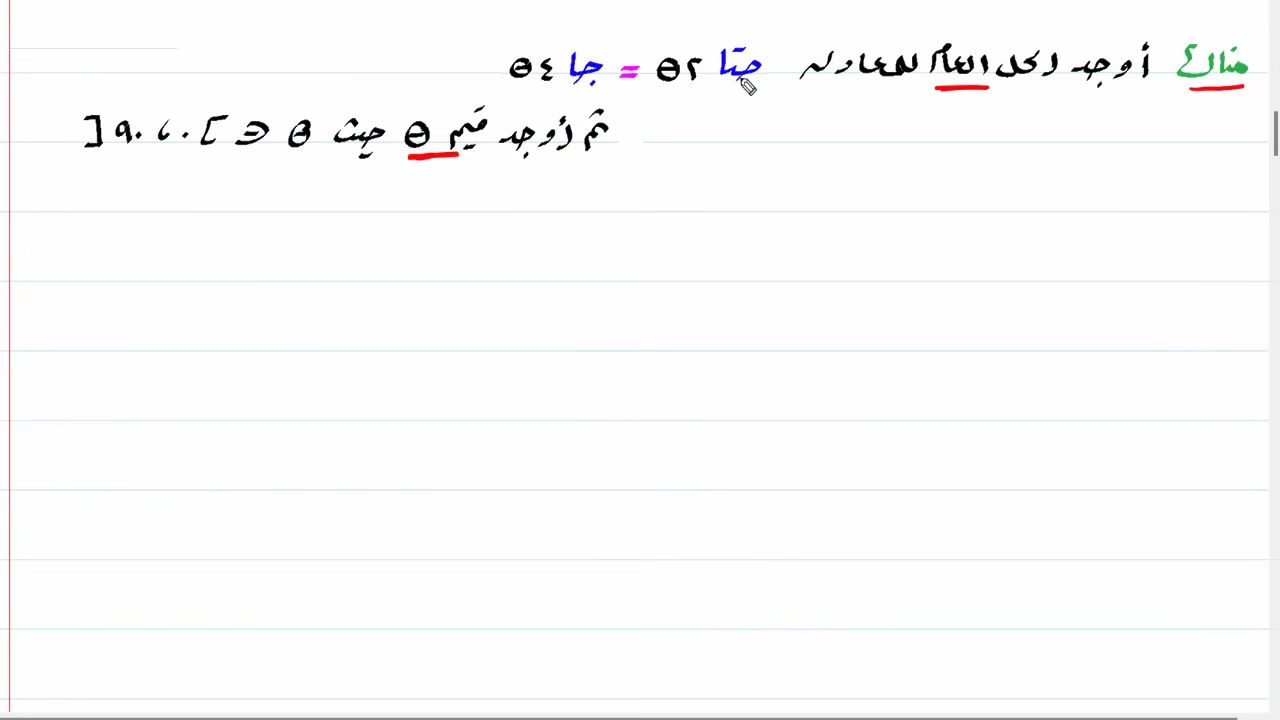 مثال٤ أوجد الحل العام للمعادلة جتا ٢θ = جا ٤θ
ثم أوجد قيم θ حيث θ ∈ ]٠، ٩٠[